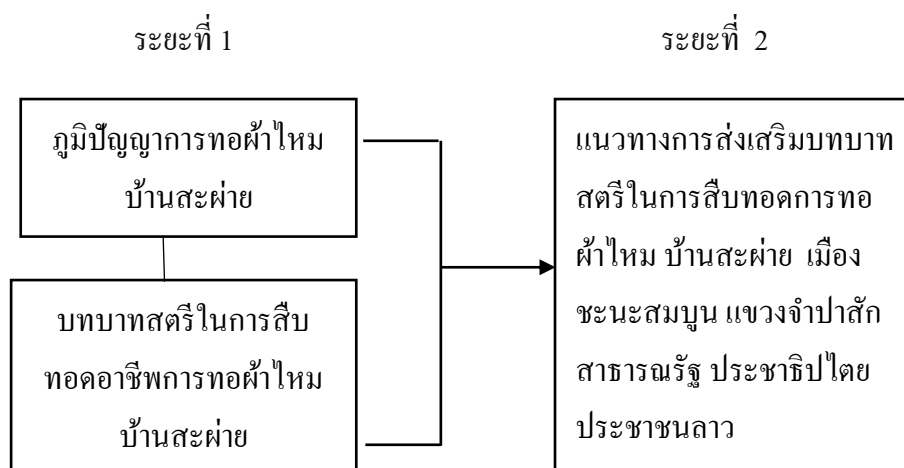 ระยะที่ 1
ระยะที่ 2
ภูมิปัญญาการทอผ้าไหม
บ้านสะผ่าย
บทบาทสตรีในการสืบ
ทอดอาชีพการทอผ้าไหม
บ้านสะผ่าย
แนวทางการส่งเสริมบทบาท
สตรีในการสืบทอดการทอ
ผ้าไหม บ้านสะผ่าย เมือง
ชะนะสมบูน แขวงจำปาสัก
สาธารณรัฐ ประชาธิปไตย
ประชาชนลาว